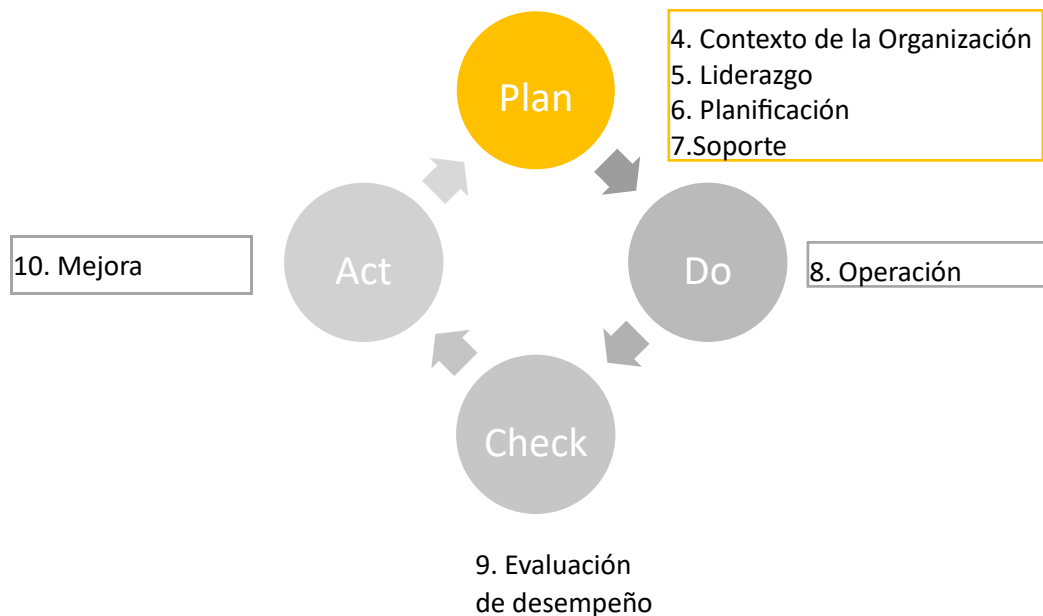 Plan
4. Contexto de la Organización
5. Liderazgo
6. Planificación
7.Soporte
Do
8. Operación
Check
9. Evaluación
de desempeño
Act
10. Mejora